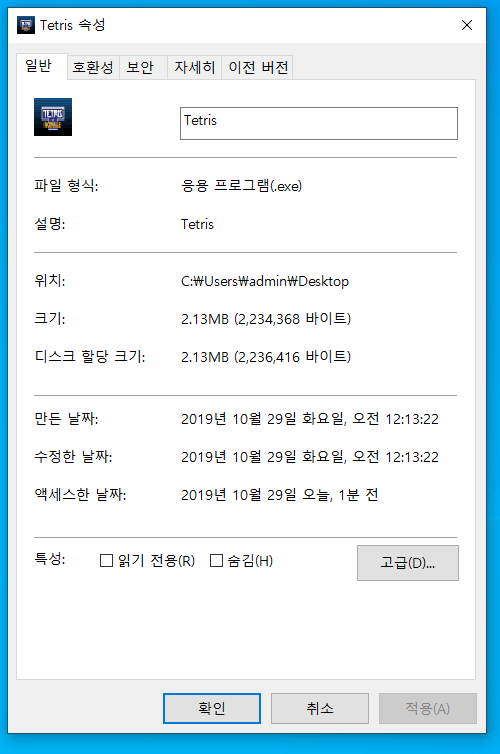 Tetris 속성
일반 호환성 보안 자세히 이전 버전
TETRIS
Tetris
파일 형식: 응용 프로그램(.exe)
설명: Tetris
위치: C:₩Users₩admin₩Desktop
크기: 2.13MB (2,234,368 바이트)
디스크 할당 크기: 2.13MB (2,236,416 바이트)
만든 날짜: 2019년 10월 29일 화요일, 오전 12:13:22
수정한 날짜: 2019년 10월 29일 화요일, 오전 12:13:22
액세스한 날짜: 2019년 10월 29일 오늘, 1분 전
특성: 읽기 전용(R) 숨김(H) 고급(D)...
확인 취소 적용(A)